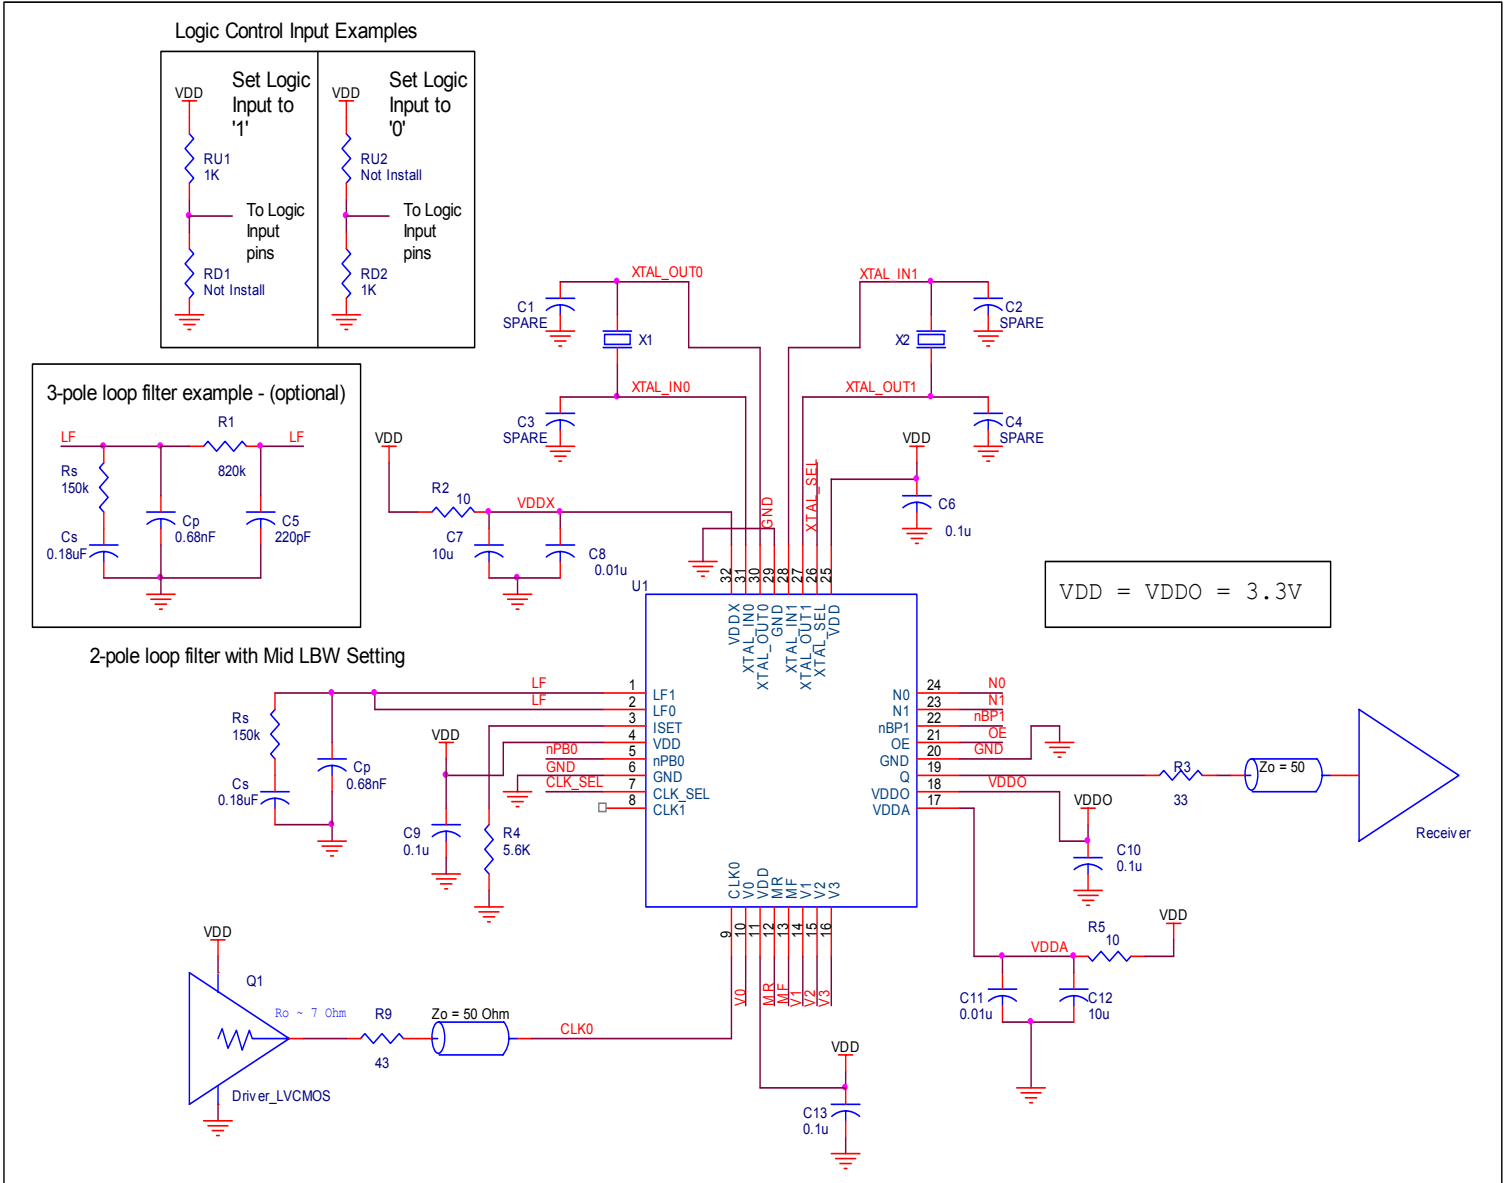 Logic Control Input Examples
VDD
Set Logic
Input to
'1'
RU1
1K
To Logic
Input
pins
RD1
Not Install
VDD
Set Logic
Input to
'0'
RU2
Not Install
To Logic
Input
pins
RD2
1K
3-pole loop filter example - (optional)
LF
R1
820k
LF
Rs
150k
Cs
0.18uF
Cp
0.68nF
C5
220pF
XTAL_OUT0
C1
SPARE
X1
XTAL_IN0
C3
SPARE
XTAL_IN1
C2
SPARE
X2
XTAL_OUT1
C4
SPARE
VDD
R2
10
VDDX
C7
10u
C8
0.01u
GND
XTAL_SEL
VDD
C6
0.1u
VDD = VDDO = 3.3V
U1
32
31
30
29
28
27
26
25
VDDX
XTAL_IN0
XTAL_OUT0
GND
XTAL_IN1
XTAL_OUT1
XTAL_SEL
VDD
2-pole loop filter with Mid LBW Setting
Rs
150k
Cs
0.18uF
Cp
0.68nF
LF
1
LF1
LF
2
LF0
3
ISET
4
VDD
nPB0
5
nPB0
GND
6
GND
CLK_SEL
7
CLK_SEL
8
CLK1
VDD
C9
0.1u
R4
5.6K
N0
24
N0
N1
23
N1
nBP1
22
nBP1
OE
21
OE
GND
20
GND
Q
19
VDDO
18
VDDO
VDDA
17
R3
33
Zo = 50
Receiver
VDDO
C10
0.1u
VDD
R5
10
VDDA
C11
0.01u
C12
10u
CLK0
V0
VDD
MR
MF
V1
V2
V3
9
10
11
12
13
14
15
16
V0
MR
MF
V1
V2
V3
VDD
Q1
Ro ~ 7 Ohm
Driver_LVCMOS
R9
43
Zo = 50 Ohm
CLK0
VDD
C13
0.1u